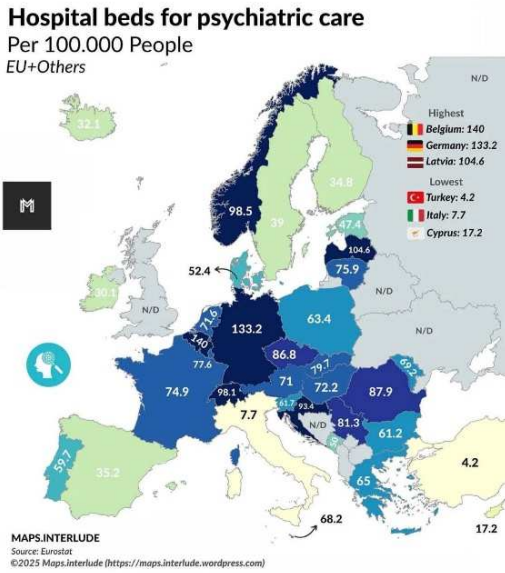 Hospital beds for psychiatric care
Per 100.000 People
EU+Others
N/D
Highest
Belgium: 140
Germany: 133.2
Latvia: 104.6
Lowest
Turkey: 4.2
Italy: 7.7
Cyprus: 17.2
32.1
M
98.5
39
34.8
47.4
104.6
75.9
52.4
30.1
N/D
N/D
N/D
71.6
133.2
63.4
140
77.6
86.8
79.7
69.2
74.9
98.1
71
72.2
87.9
61.7
93.4
7.7
N/D
81.3
61.2
59.7
35.2
65
4.2
68.2
17.2
MAPS.INTERLUDE
Source: Eurostat
©2025 Maps.interlude (https://maps.interlude.wordpress.com)